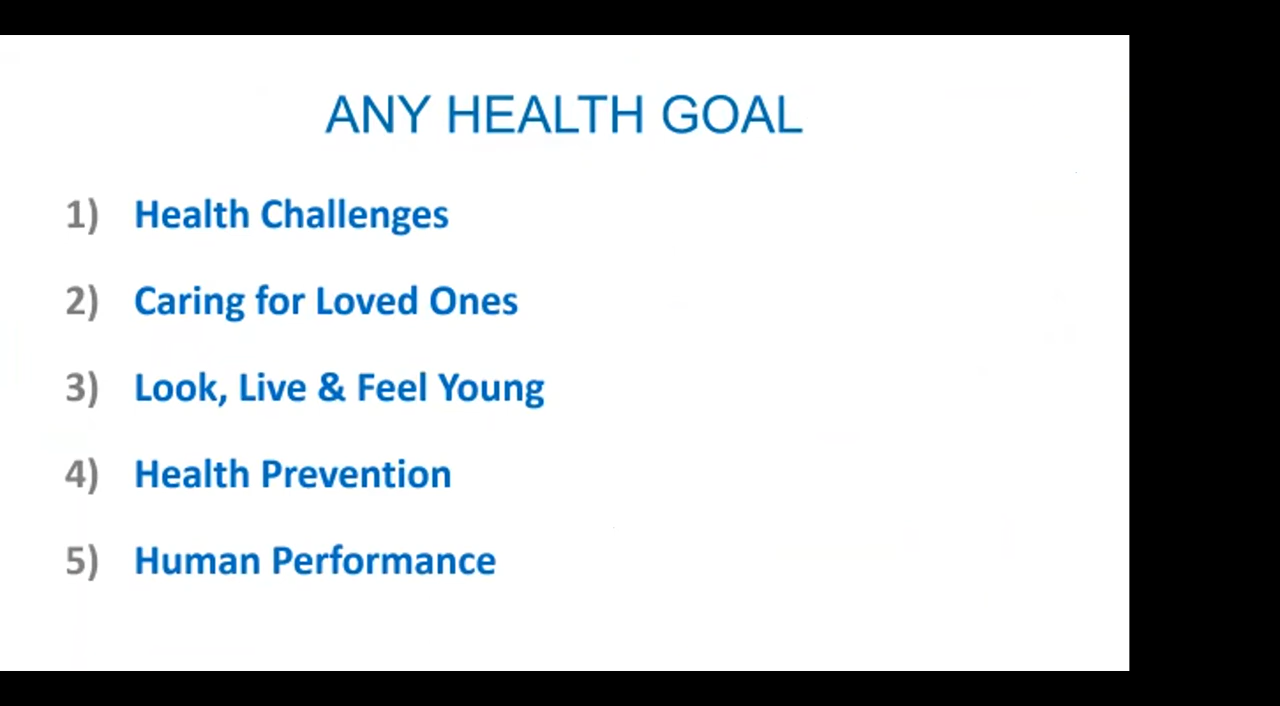 ANY HEALTH GOAL
1) Health Challenges
2) Caring for Loved Ones
3) Look, Live & Feel Young
4) Health Prevention
5) Human Performance